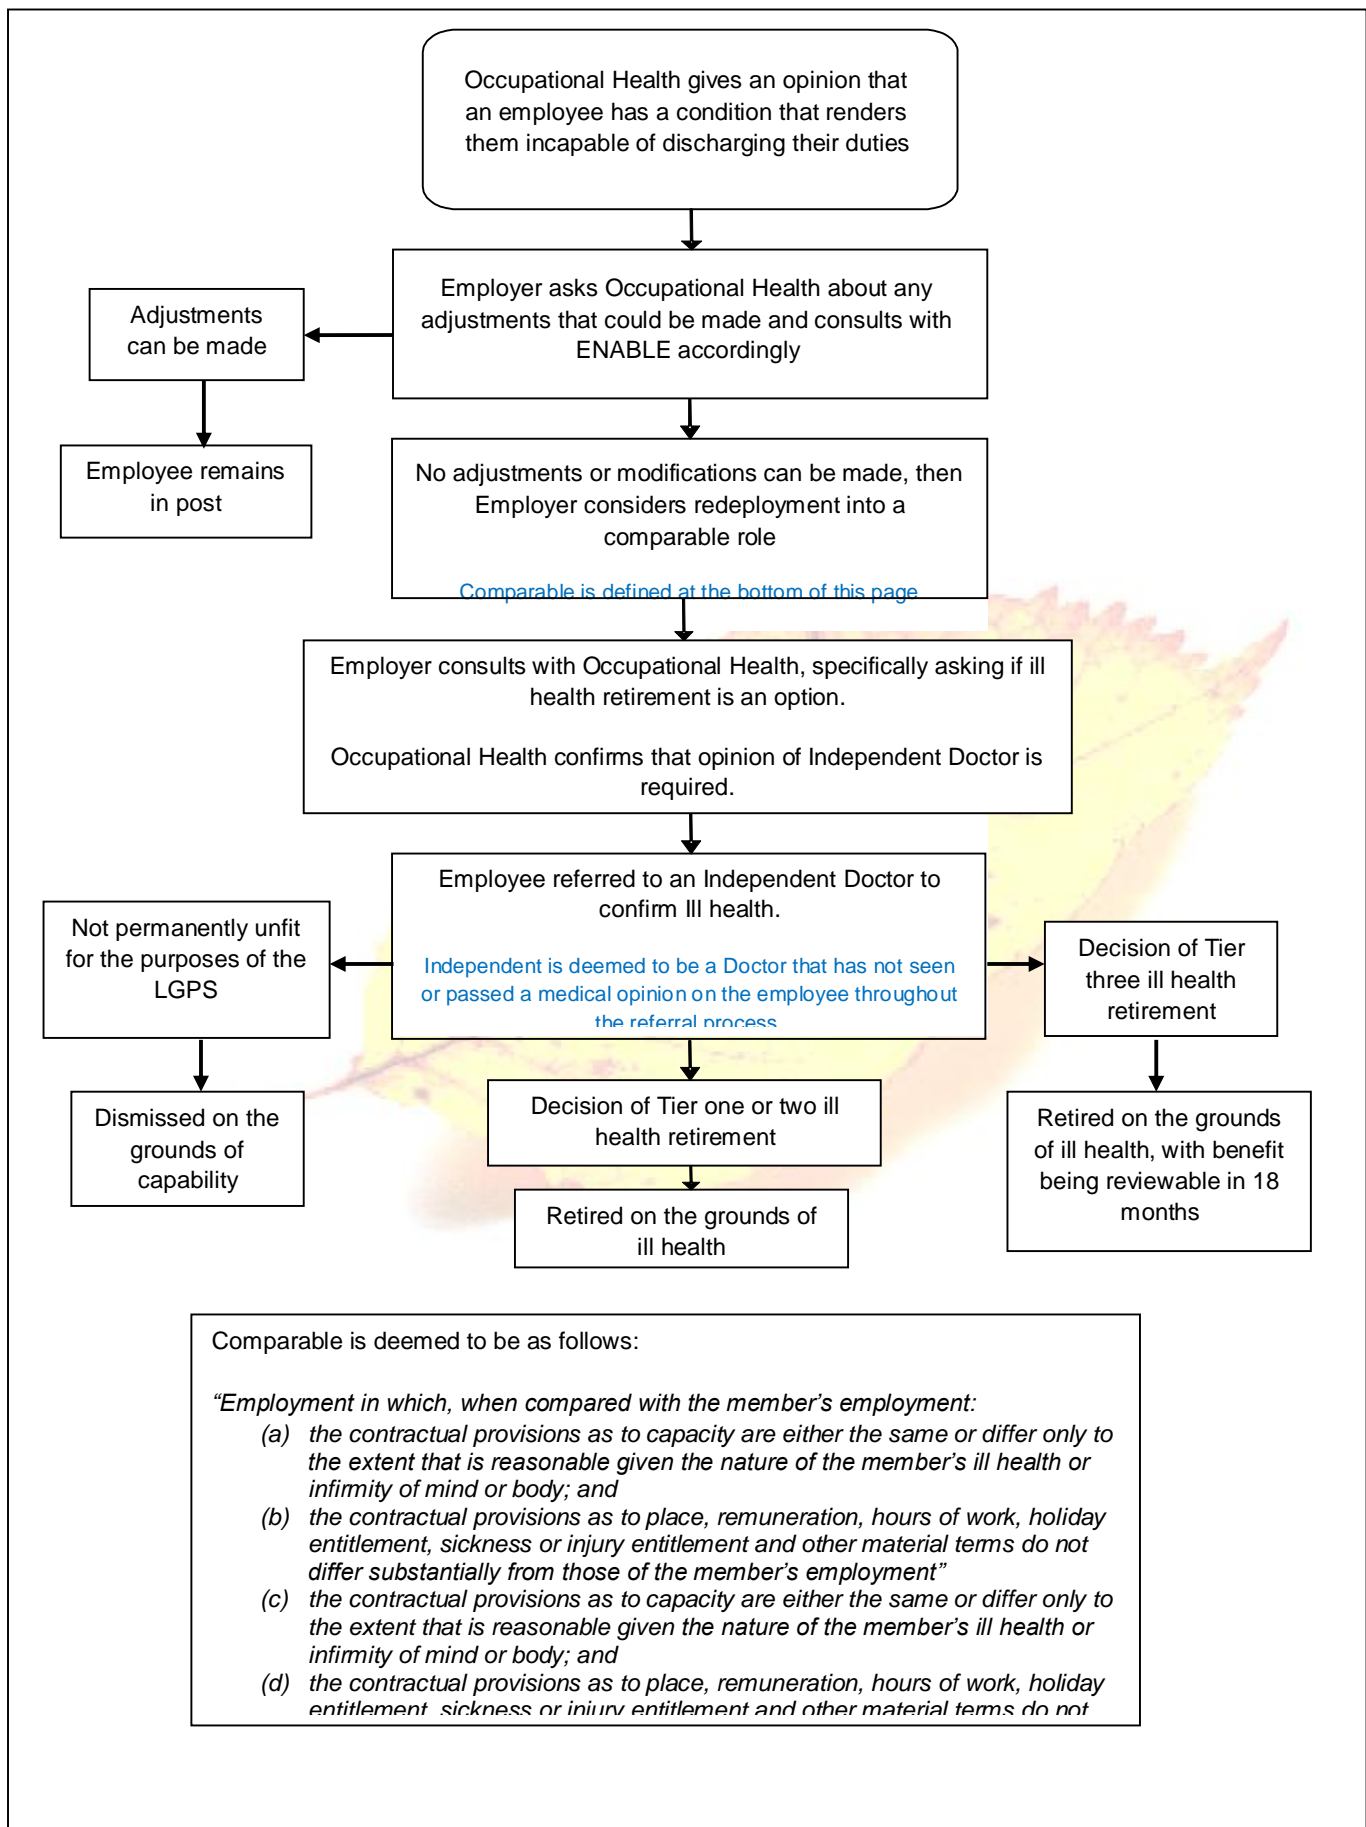 Occupational Health gives an opinion that
an employee has a condition that renders
them incapable of discharging their duties
Employer asks Occupational Health about any
adjustments that could be made and consults with
ENABLE accordingly
Adjustments
can be made
Employee remains
in post
No adjustments or modifications can be made, then
Employer considers redeployment into a
comparable role
Comparable is defined at the bottom of this page
Employer consults with Occupational Health, specifically asking if ill
health retirement is an option.
Occupational Health confirms that opinion of Independent Doctor is
required.
Employee referred to an Independent Doctor to
confirm Ill health.
Independent is deemed to be a Doctor that has not seen
or passed a medical opinion on the employee throughout
the referral process
Not permanently unfit
for the purposes of the
LGPS
Dismissed on the
grounds of
capability
Decision of Tier one or two ill
health retirement
Retired on the grounds of
ill health
Decision of Tier
three ill health
retirement
Retired on the grounds
of ill health, with benefit
being reviewable in 18
months
Comparable is deemed to be as follows:
“Employment in which, when compared with the member’s employment:
(a) the contractual provisions as to capacity are either the same or differ only to
the extent that is reasonable given the nature of the member’s ill health or
infirmity of mind or body; and
(b) the contractual provisions as to place, remuneration, hours of work, holiday
entitlement, sickness or injury entitlement and other material terms do not
differ substantially from those of the member’s employment”
(c) the contractual provisions as to capacity are either the same or differ only to
the extent that is reasonable given the nature of the member’s ill health or
infirmity of mind or body; and
(d) the contractual provisions as to place, remuneration, hours of work, holiday
entitlement, sickness or injury entitlement and other material terms do not